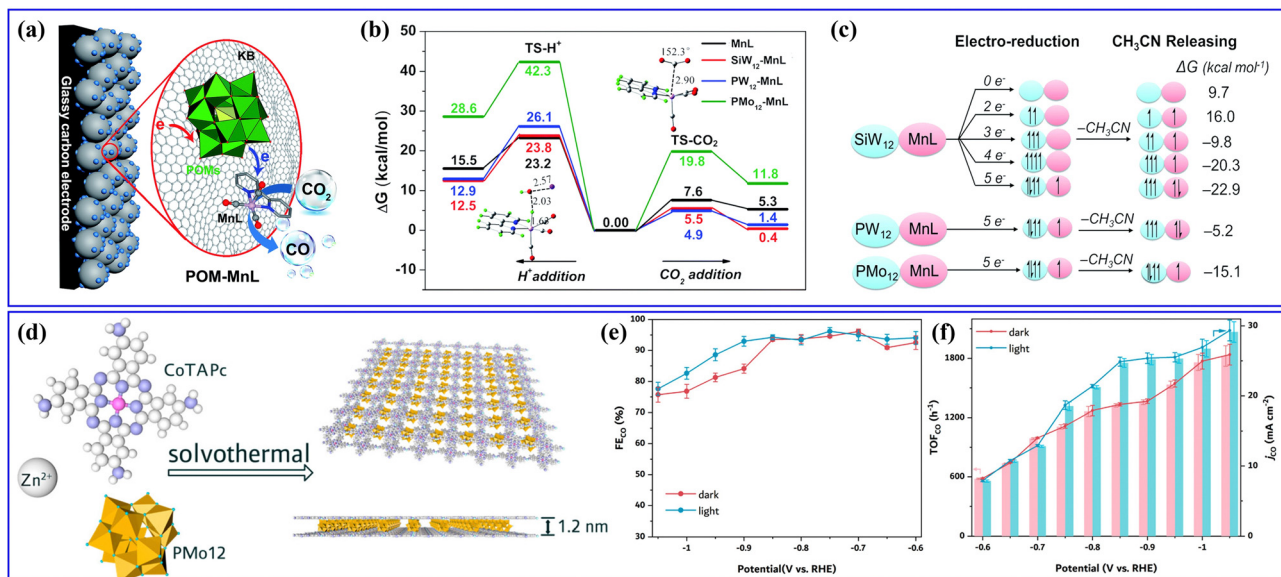 (a)
Glassy carbon electrode
KB
e
POMs
e
CO2
MnL
CO
POM-MnL
(b)
ΔG (kcal/mol)
50
40
30
20
10
0
−10
TS-H+
42.3
28.6
26.1
23.8
23.2
15.5
12.9
12.5
2.57
2.03
1.63
0.00
H+ addition
CO2 addition
152.3°
2.90
MnL
SiW12-MnL
PW12-MnL
PMo12-MnL
TS-CO2
19.8
11.8
7.6
5.3
5.5
4.9
1.4
0.4
(c)
Electro-reduction
CH3CN Releasing
ΔG (kcal mol-1)
SiW12 MnL
0 e-
2 e-
3 e-
4 e-
5 e-
−CH3CN
9.7
16.0
−9.8
−20.3
−22.9
PW12 MnL 5 e- −CH3CN −5.2
PMo12 MnL 5 e- −CH3CN −15.1
(d)
CoTAPc
Zn2+
solvothermal
PMo12
1.2 nm
(e)
FECO (%)
100
90
80
70
60
50
40
30
dark
light
-1 -0.9 -0.8 -0.7 -0.6
Potential(V vs. RHE)
(f)
dark
light
TOFCO (h-1)
1800
1200
600
0
30
20
10
0
jCO (mA cm-2)
-0.6 -0.7 -0.8 -0.9 -1
Potential (V vs. RHE)